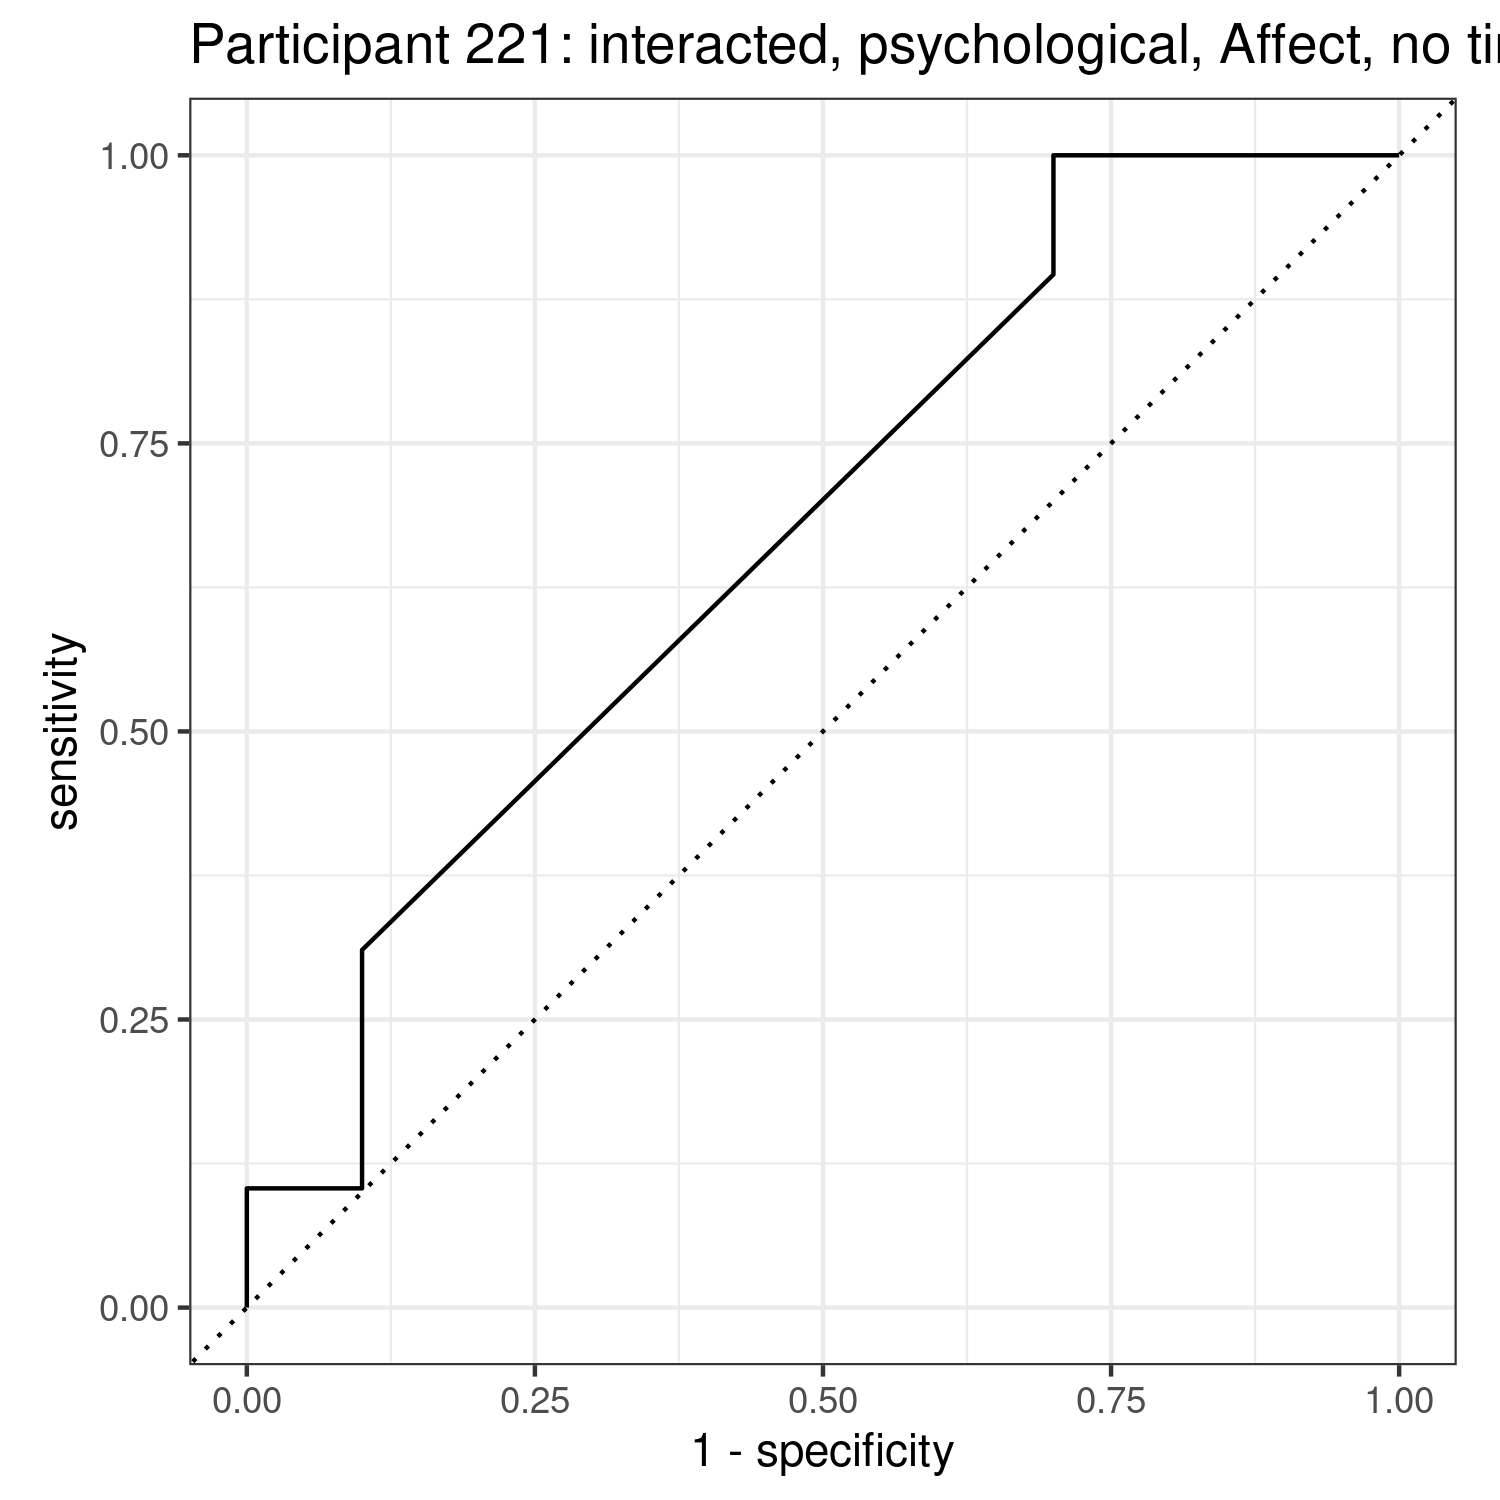 Participant 221: interacted, psychological, Affect, no
1.00
0.75
0.50
0.25
0.00
sensitivity
0.00 0.25 0.50 0.75 1.00
1 - specificity